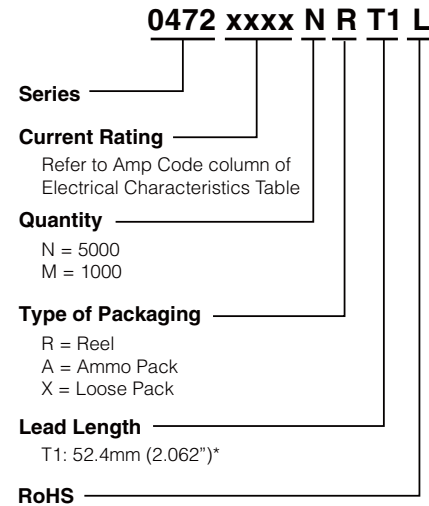 0472 xxxx N R T1 L
Series
Current Rating
Refer to Amp Code column of
Electrical Characteristics Table
Quantity
N = 5000
M = 1000
Type of Packaging
R = Reel
A = Ammo Pack
X = Loose Pack
Lead Length
T1: 52.4mm (2.062”)*
RoHS